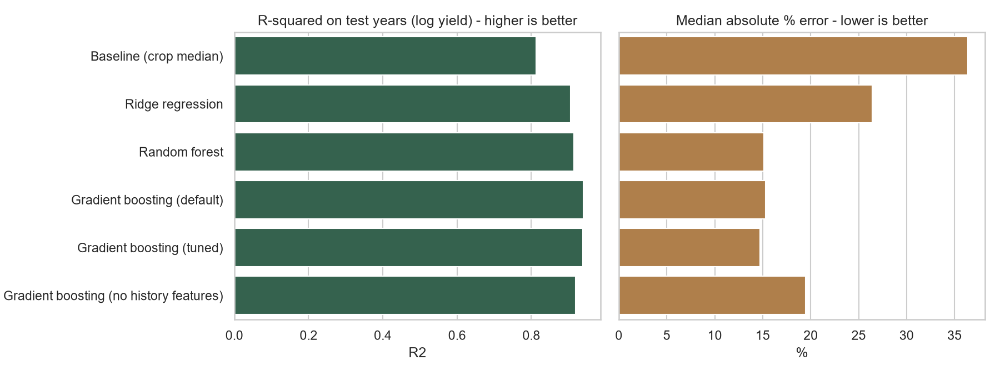 R-squared on test years (log yield) - higher is better
Median absolute % error - lower is better
Baseline (crop median)
Ridge regression
Random forest
Gradient boosting (default)
Gradient boosting (tuned)
Gradient boosting (no history features)
0.0 0.2 0.4 0.6 0.8
R2
0 5 10 15 20 25 30 35
%